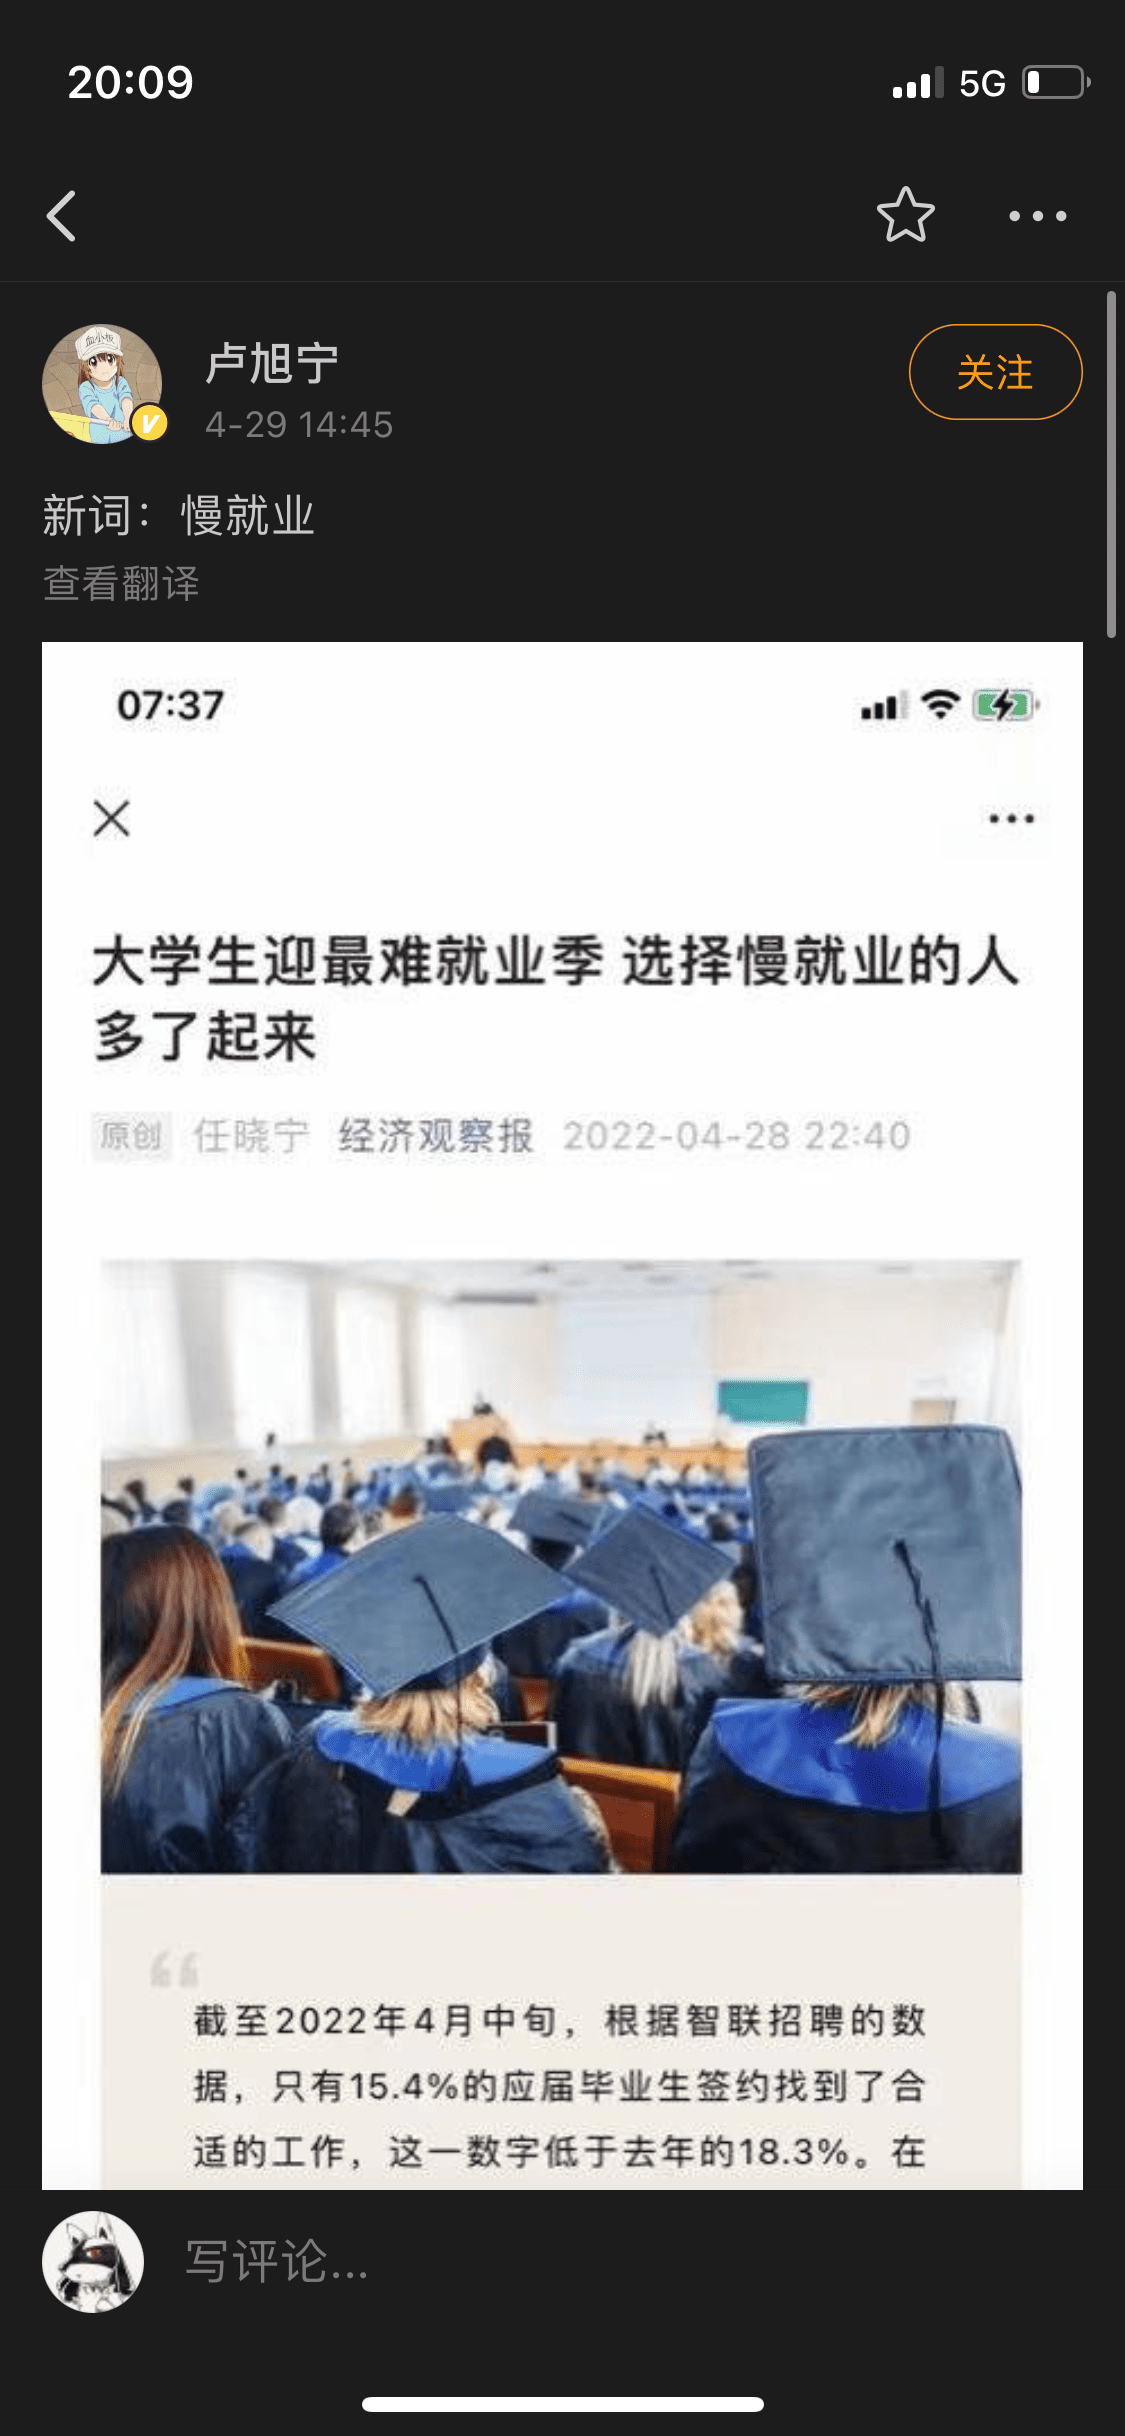 20:09
5G
血小板
卢旭宁
关注
4-29 14:45
新词：慢就业
查看翻译
07:37
大学生迎最难就业季 选择慢就业的人
多了起来
原创 任晓宁 经济观察报 2022-04-28 22:40
截至2022年4月中旬，根据智联招聘的数
据，只有15.4%的应届毕业生签约找到了合
适的工作，这一数字低于去年的18.3%。在
写评论...